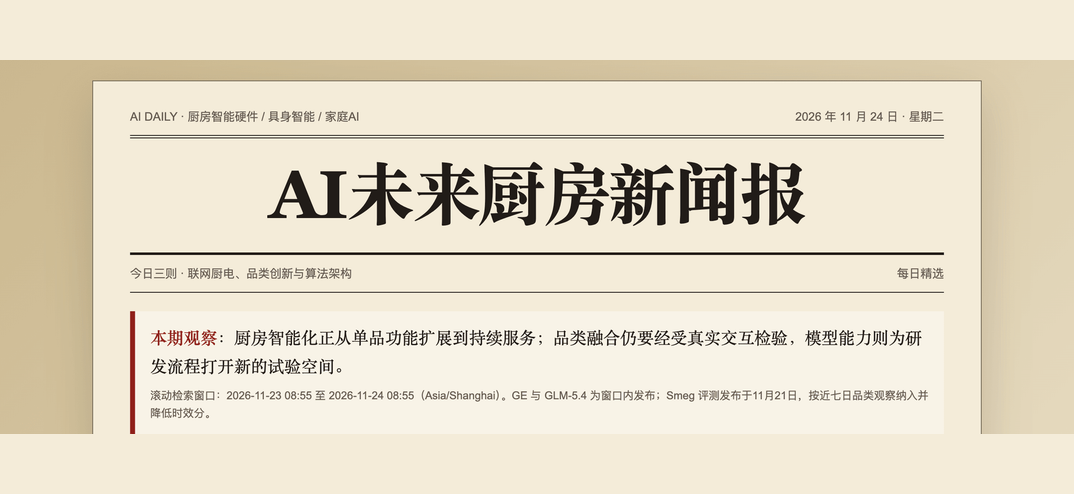 AI DAILY · 厨房智能硬件 / 具身智能 / 家庭AI
2026 年 11 月 24 日 · 星期二
AI未来厨房新闻报
今日三则 · 联网厨电、品类创新与算法架构
每日精选
本期观察：厨房智能化正从单品功能扩展到持续服务；品类融合仍要经受真实交互检验，模型能力则为研
发流程打开新的试验空间。
滚动检索窗口：2026-11-23 08:55 至 2026-11-24 08:55（Asia/Shanghai）。GE 与 GLM-5.4 为窗口内发布；Smeg 评测发布于11月21日，按近七日品类观察纳入并
降低时效分。